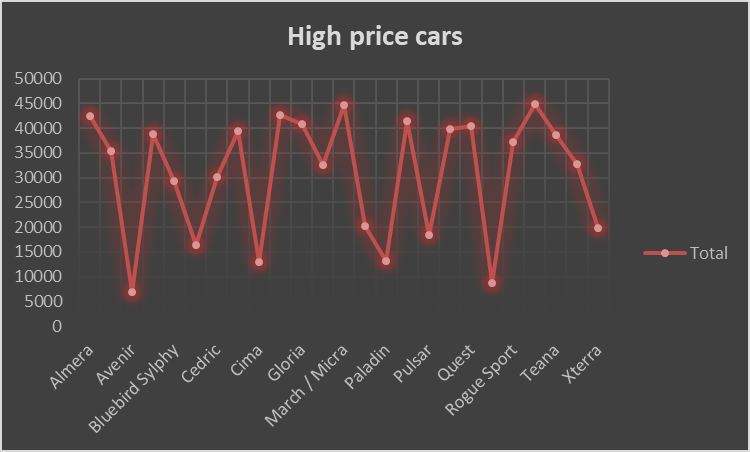 High price cars
50000
45000
40000
35000
30000
25000
20000
15000
10000
5000
0
Almera
Avenir
Bluebird Sylphy
Cedric
Cima
Gloria
March / Micra
Paladin
Pulsar
Quest
Rogue Sport
Teana
Xterra
Total